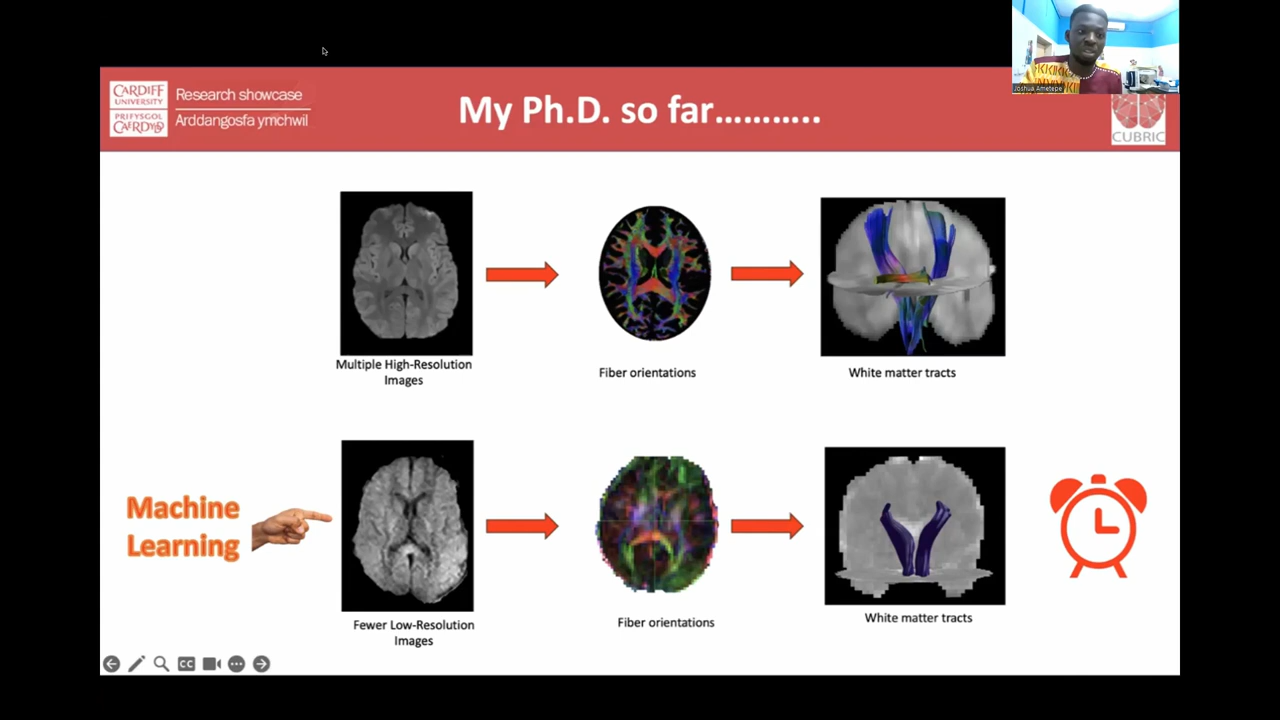 CARDIFF
UNIVERSITY
PRIFYSGOL
CAERDYDD
Research showcase
Arddangosfa ymchwil
My Ph.D. so far...........
Joshua Ametepe
CUBRIC
Multiple High-Resolution
Images
Fiber orientations
White matter tracts
Machine
Learning
Fewer Low-Resolution
Images
Fiber orientations
White matter tracts
CC